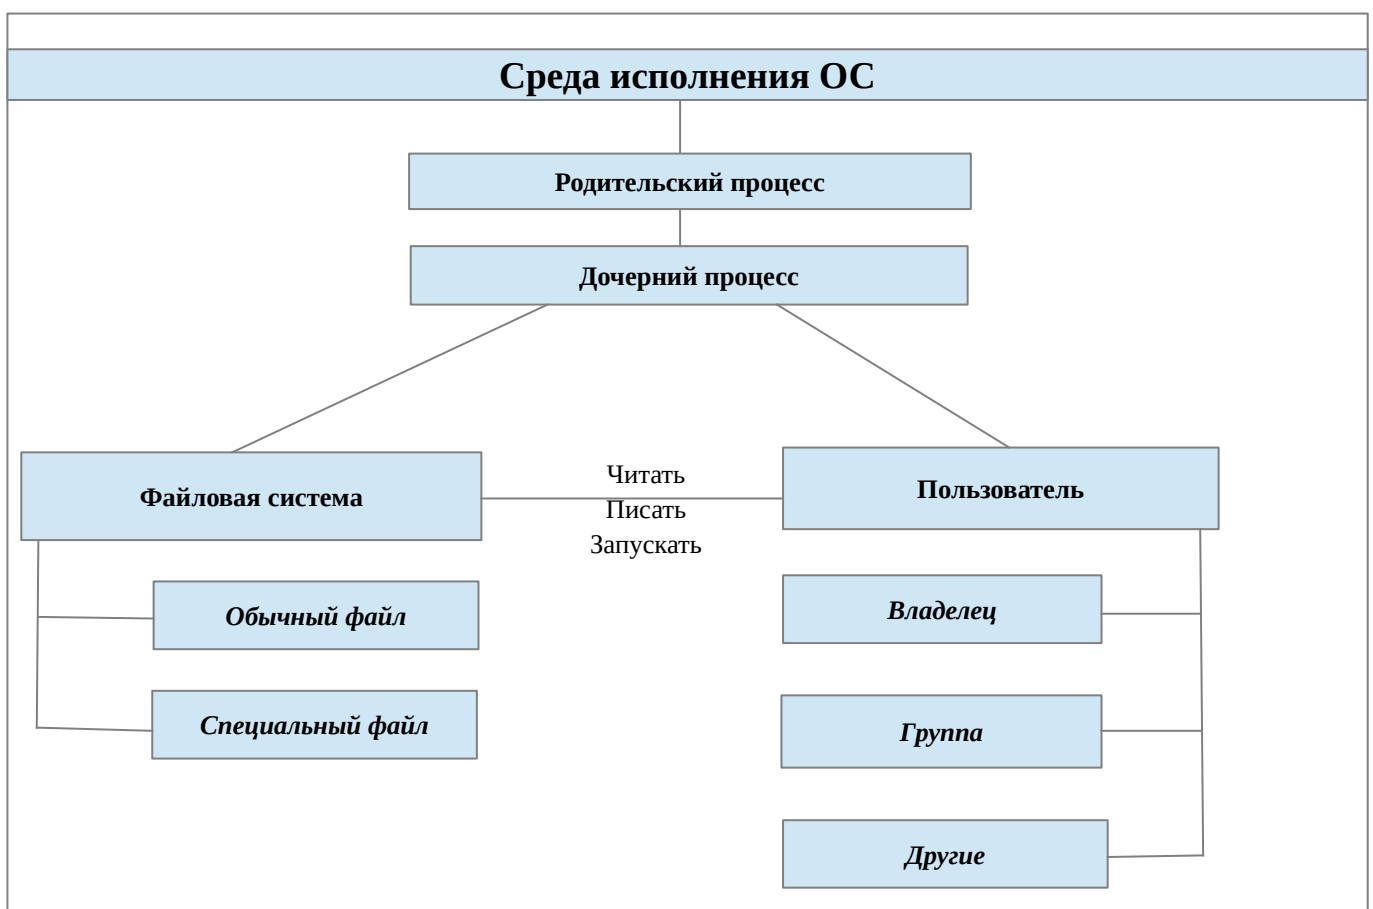 Среда исполнения ОС
Родительский процесс
Дочерний процесс
Файловая система
Читать
Писать
Запускать
Пользователь
Обычный файл
Специальный файл
Владелец
Группа
Другие